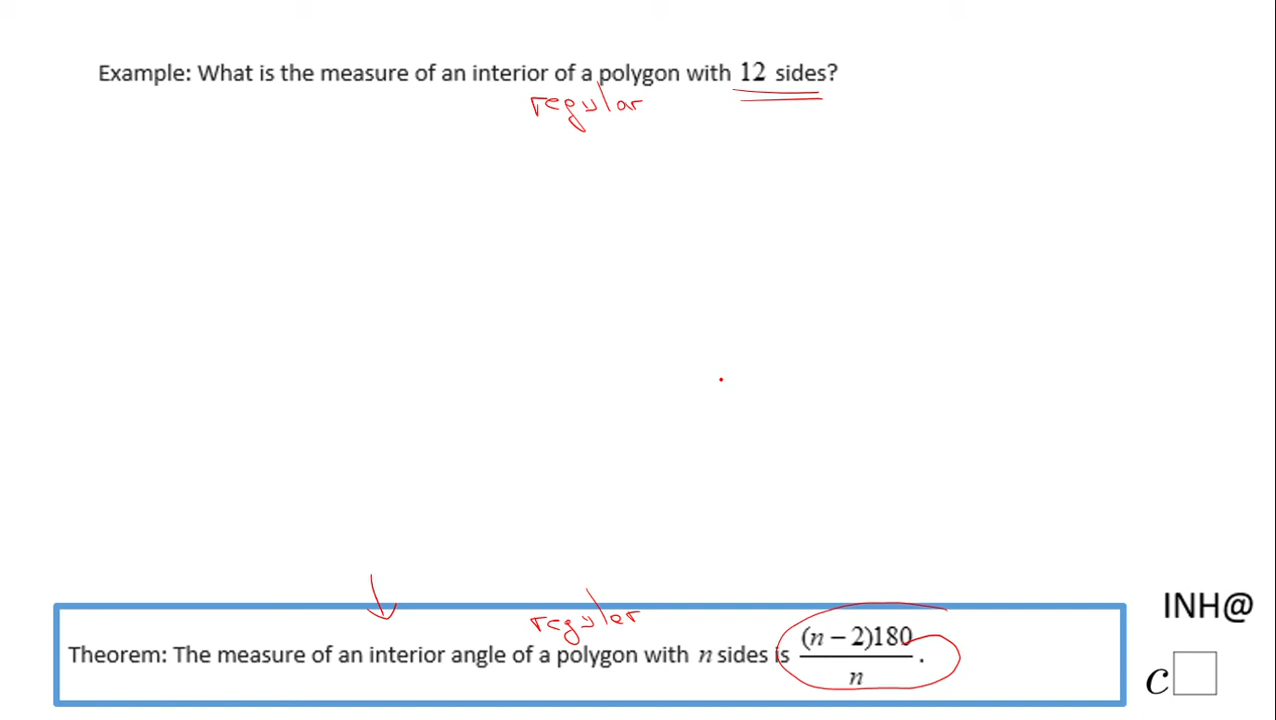 Example: What is the measure of an interior of a polygon with 12 sides?
regular
regular
Theorem: The measure of an interior angle of a polygon with n sides is (n − 2)180 / n .
INH@
c